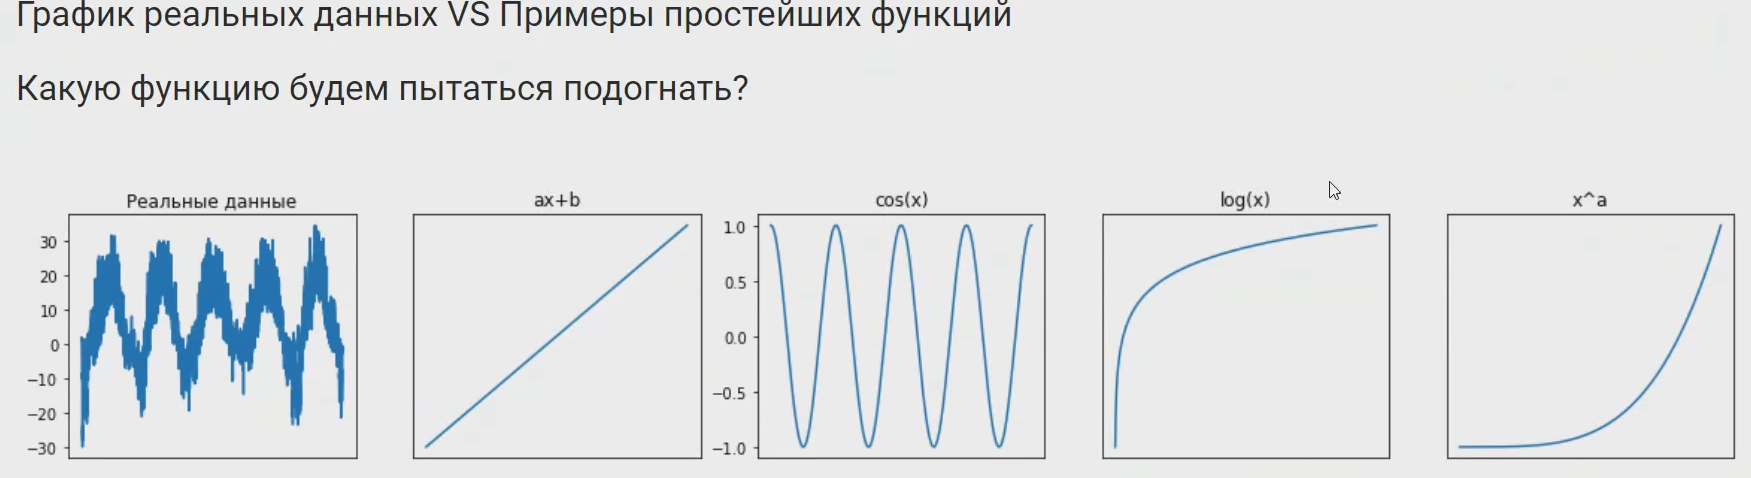 График реальных данных VS Примеры простейших функций
Какую функцию будем пытаться подогнать?
Реальные данные
30
20
10
0
−10
−20
−30
ax+b
cos(x)
1.0
0.5
0.0
−0.5
−1.0
log(x)
x^a